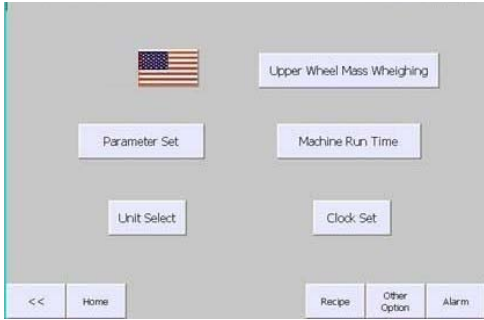 Upper Wheel Mass Wheighing
Parameter Set
Machine Run Time
Unit Select
Clock Set
<<
Home
Recipe
Other
Option
Alarm